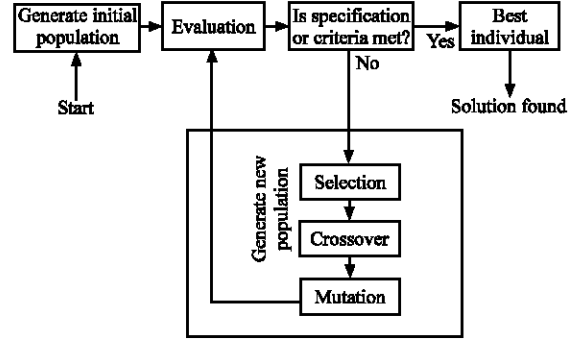 Generate initial
population
Evaluation
Is specification
or criteria met?
Yes
Best
individual
Start
No
Solution found
Generate new
population
Selection
Crossover
Mutation